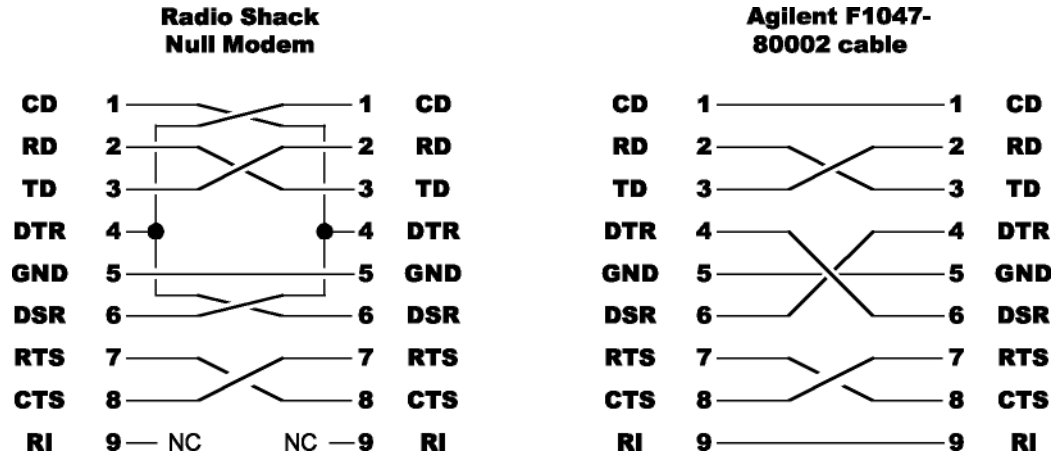 Radio Shack
Null Modem
CD 1 1 CD
RD 2 2 RD
TD 3 3 TD
DTR 4 4 DTR
GND 5 5 GND
DSR 6 6 DSR
RTS 7 7 RTS
CTS 8 8 CTS
RI 9 NC NC 9 RI
Agilent F1047-
80002 cable
CD 1 1 CD
RD 2 2 RD
TD 3 3 TD
DTR 4 4 DTR
GND 5 5 GND
DSR 6 6 DSR
RTS 7 7 RTS
CTS 8 8 CTS
RI 9 9 RI